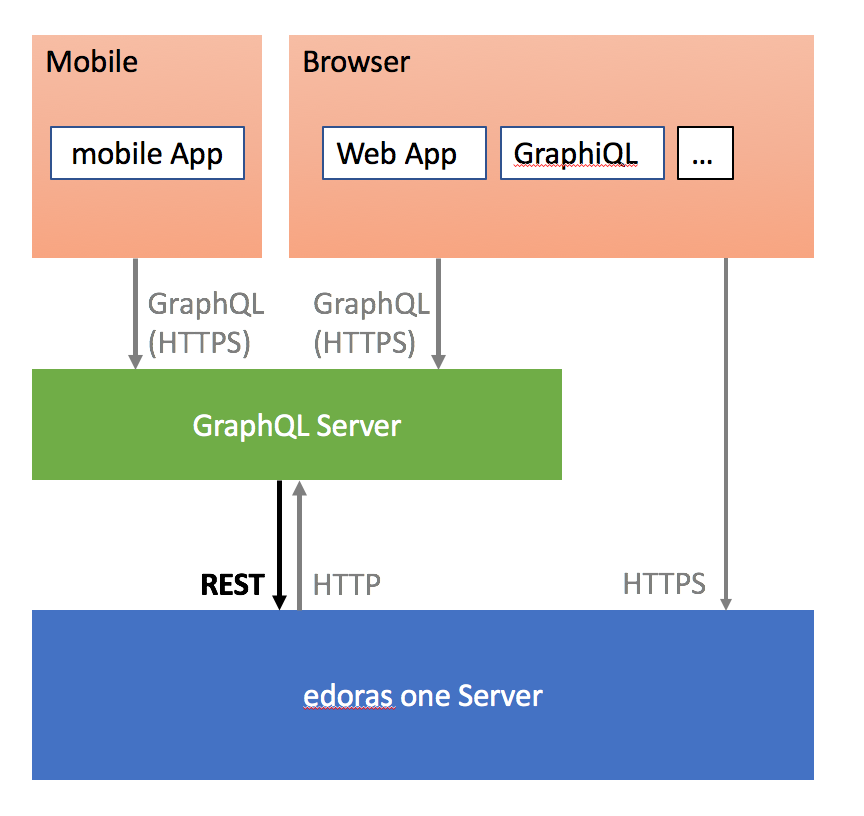 Mobile
Browser
mobile App
Web App
GraphiQL
...
GraphQL
(HTTPS)
GraphQL
(HTTPS)
GraphQL Server
REST
HTTP
HTTPS
edoras one Server